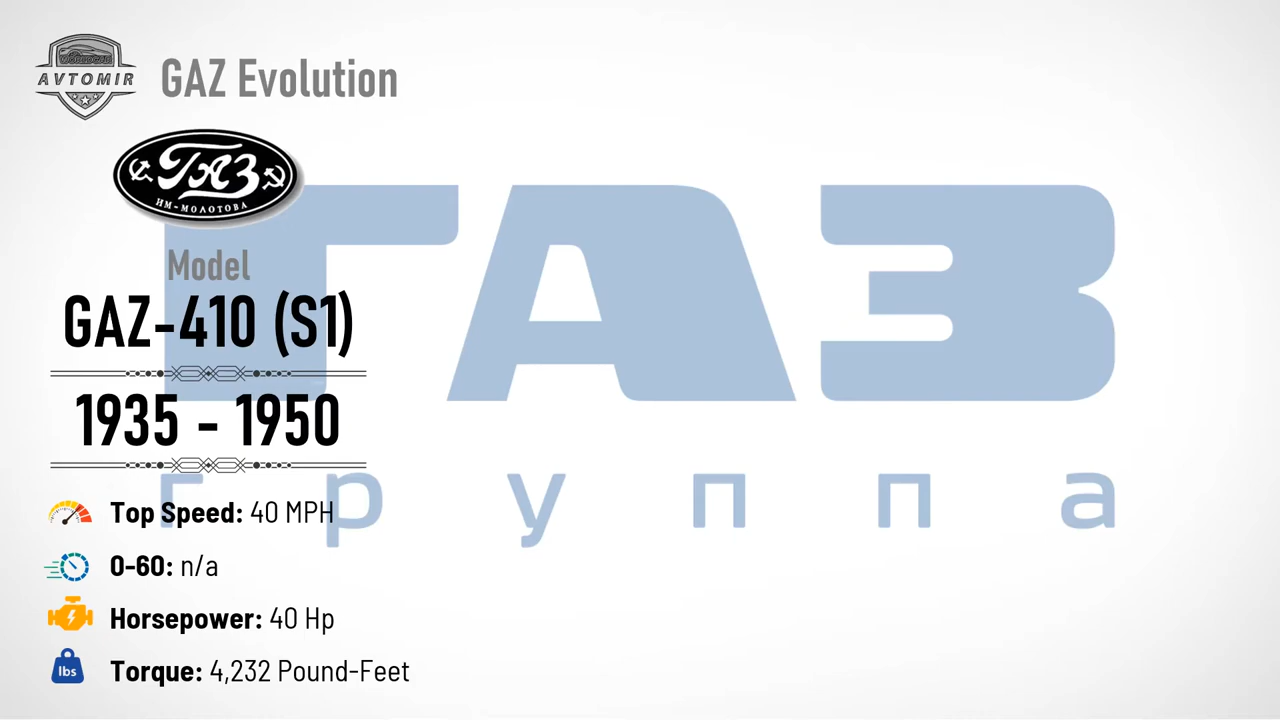 AVTOMIR
GAZ Evolution
ГАЗ
ИМ-МОЛОТОВА
ГАЗ
Model
GAZ-410 (S1)
1935 - 1950
группа
Top Speed: 40 MPH
0-60: n/a
Horsepower: 40 Hp
lbs
Torque: 4,232 Pound-Feet